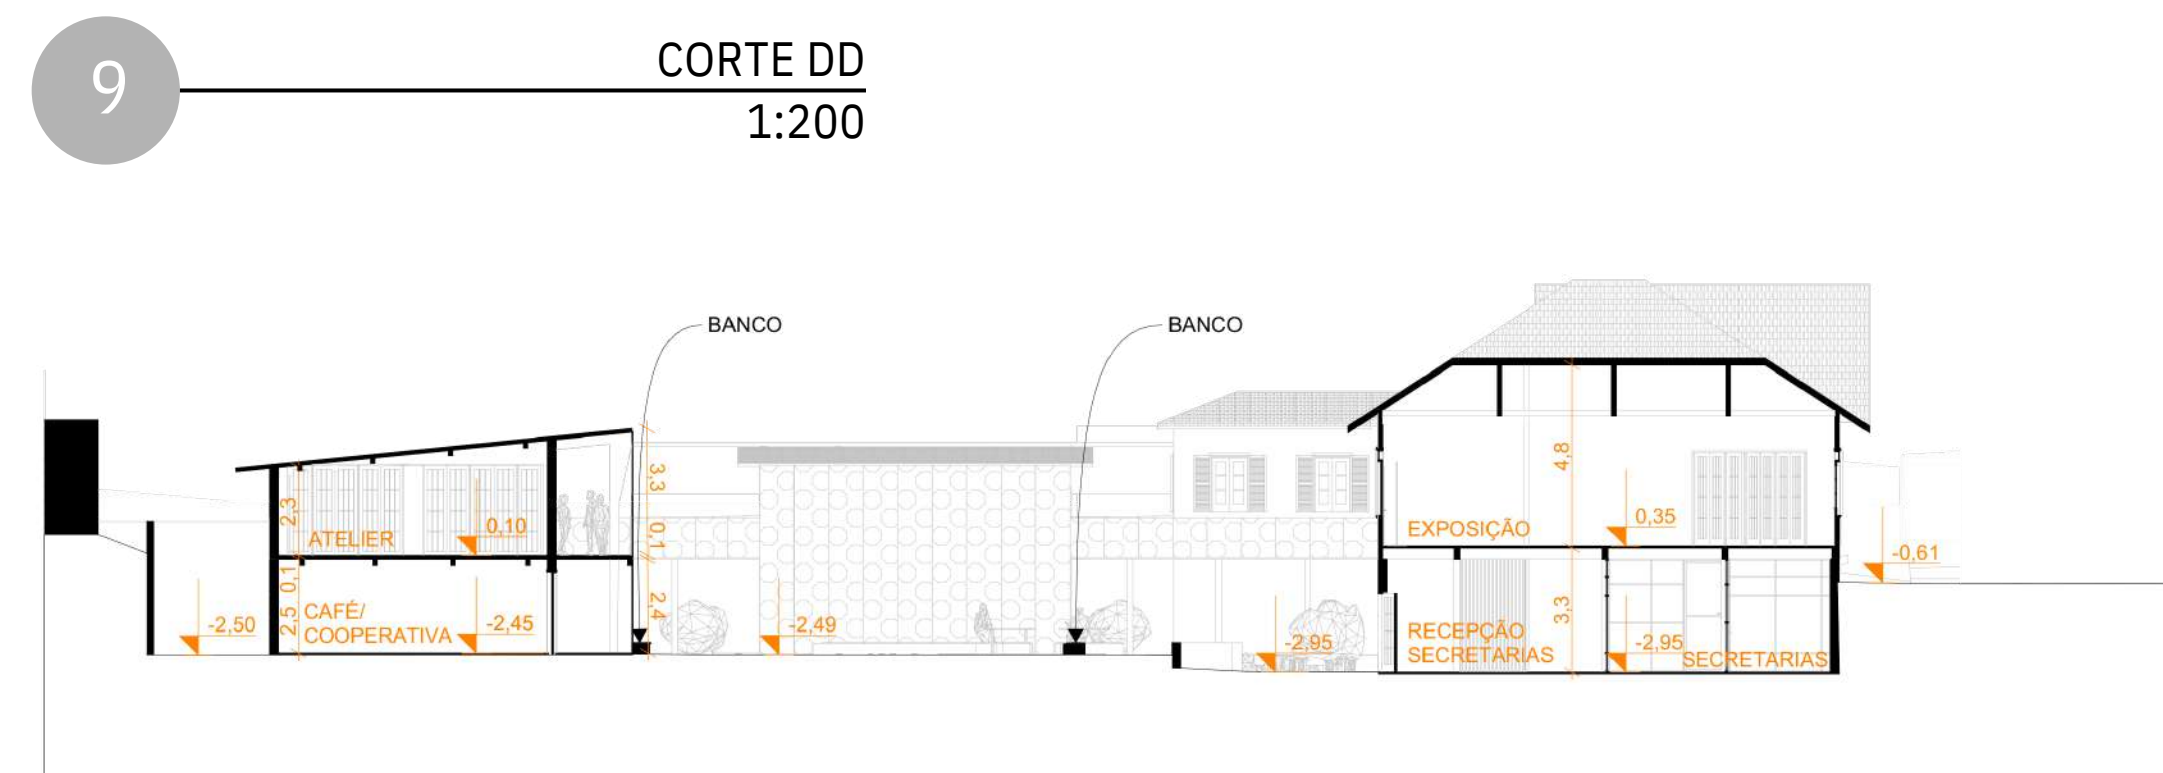 9
CORTE DD
1:200
BANCO
BANCO
2,3
ATELIER
0,10
3,3
0,1
2,4
0,1
2,5
CAFÉ/
COOPERATIVA
-2,50
-2,45
-2,49
-2,95
4,8
EXPOSIÇÃO
0,35
-0,61
3,3
RECEPÇÃO
SECRETARIAS
-2,95
SECRETARIAS